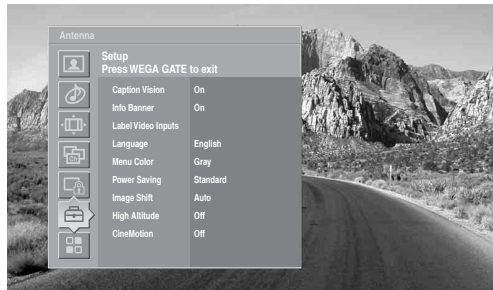 Antenna
Setup
Press WEGA GATE to exit
Caption Vision On
Info Banner On
Label Video Inputs
Language English
Menu Color Gray
Power Saving Standard
Image Shift Auto
High Altitude Off
CineMotion Off